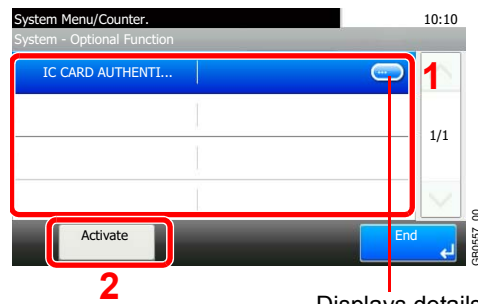 System Menu/Counter. 10:10
System - Optional Function
IC CARD AUTHENTI... 1
1/1
Activate End
2
Displays details
GB0557_00